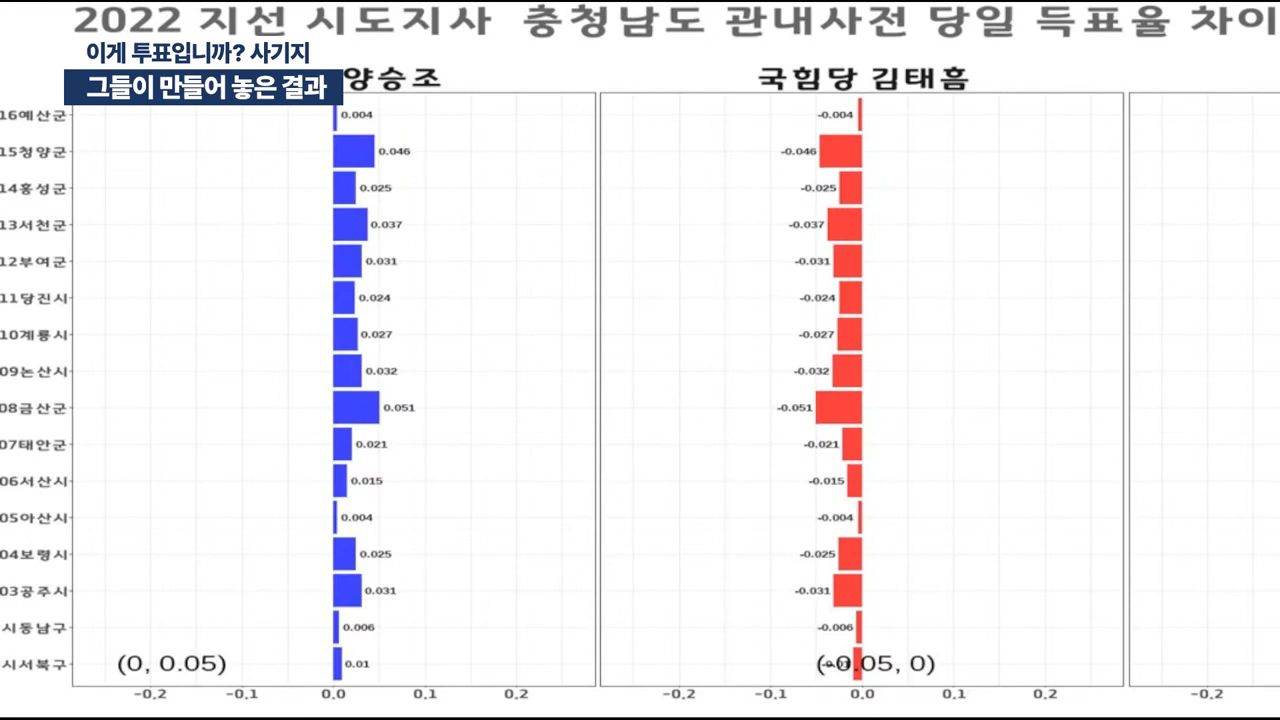 2022 지선 시도지사 충청남도 관내사전 당일 득표율 차이
이게 투표입니까? 사기지
그들이 만들어 놓은 결과
양승조
국힘당 김태흠
16예산군 0.004 -0.004
15청양군 0.046 -0.046
14홍성군 0.025 -0.025
13서천군 0.037 -0.037
12부여군 0.031 -0.031
11당진시 0.024 -0.024
10계룡시 0.027 -0.027
09논산시 0.032 -0.032
08금산군 0.051 -0.051
07태안군 0.021 -0.021
06서산시 0.015 -0.015
05아산시 0.004 -0.004
04보령시 0.025 -0.025
03공주시 0.031 -0.031
시동남구 0.006 -0.006
시서북구 (0, 0.05) 0.01 (-0.05, 0)
-0.2 -0.1 0.0 0.1 0.2 -0.2 -0.1 0.0 0.1 0.2 -0.2